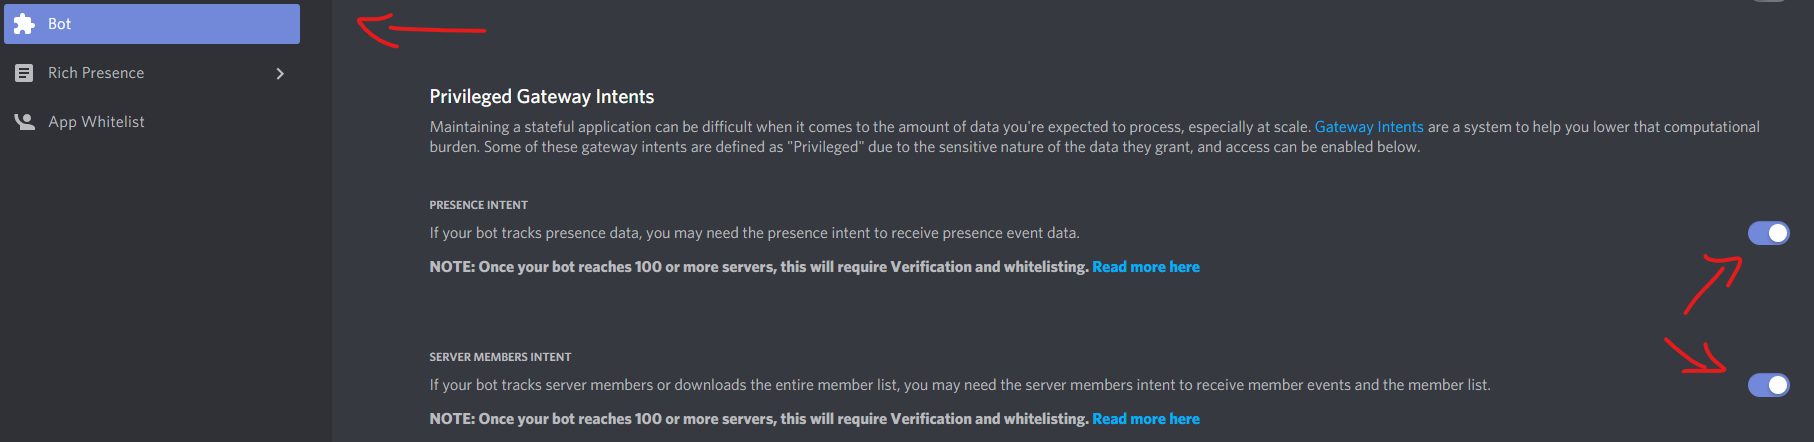 Bot
Rich Presence
App Whitelist
Privileged Gateway Intents
Maintaining a stateful application can be difficult when it comes to the amount of data you're expected to process, especially at scale. Gateway Intents are a system to help you lower that computational
burden. Some of these gateway intents are defined as "Privileged" due to the sensitive nature of the data they grant, and access can be enabled below.
PRESENCE INTENT
If your bot tracks presence data, you may need the presence intent to receive presence event data.
NOTE: Once your bot reaches 100 or more servers, this will require Verification and whitelisting. Read more here
SERVER MEMBERS INTENT
If your bot tracks server members or downloads the entire member list, you may need the server members intent to receive member events and the member list.
NOTE: Once your bot reaches 100 or more servers, this will require Verification and whitelisting. Read more here